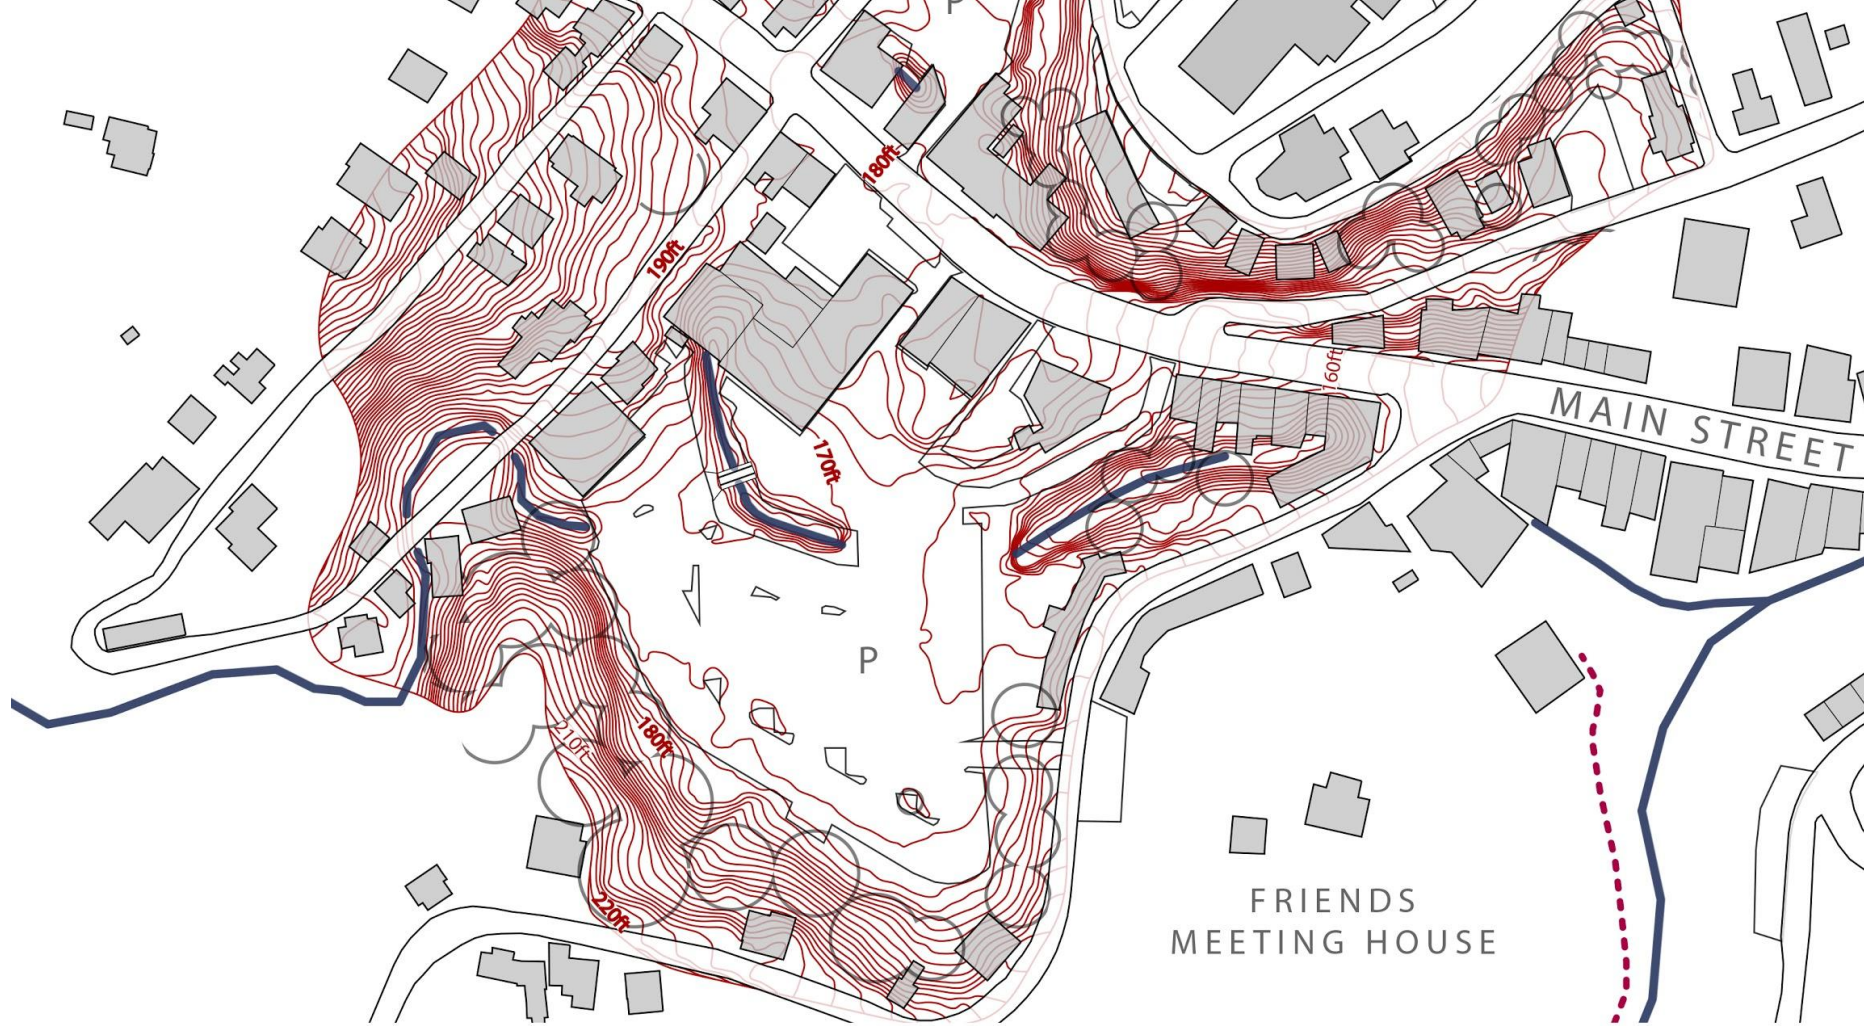 P
180ft
190ft
160ft
MAIN STREET
170ft
P
180ft
210ft
220ft
FRIENDS
MEETING HOUSE